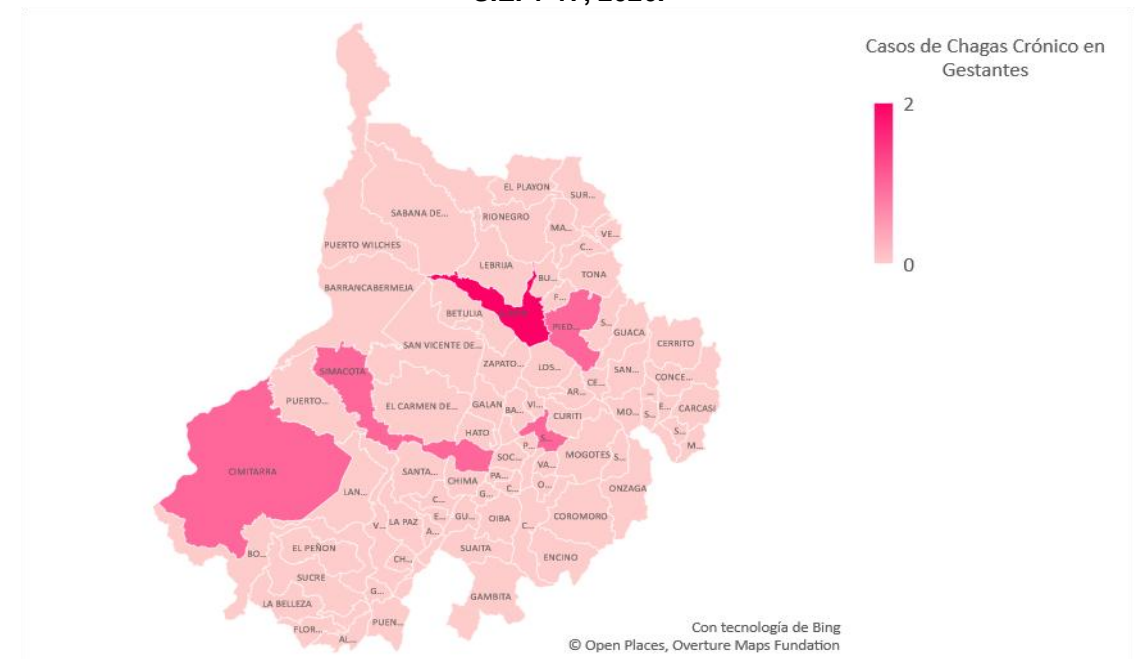 Casos de Chagas Crónico en
Gestantes
2
0
EL PLAYON
SUR...
SABANA DE...
RIONEGRO
MA...
VE...
C...
PUERTO WILCHES
LEBRIJA
BU...
TONA
BARRANCABERMEJA
F...
BETULIA
PIED...
S...
GUACA
CERRITO
SAN VICENTE DE...
ZAPATO...
LOS...
SAN...
CONCE...
SIMACOTA
CE...
AR...
...
PUERTO...
EL CARMEN DE...
GALAN
BA...
VI...
CURITI
MO...
S...
E...
CARCASI
HATO
S...
S...
M...
P...
SOC...
MOGOTES
S...
CIMITARRA
SANTA...
VA...
CHIMA
PA...
O...
ONZAGA
LAN...
G...
C...
C...
V...
LA PAZ
E...
GU...
OIBA
C...
COROMORO
A...
BO...
EL PEÑON
SUAITA
ENCINO
CH...
SUCRE
G...
GAMBITA
LA BELLEZA
PUEN...
FLOR...
AL...
Con tecnología de Bing
© Open Places, Overture Maps Foundation